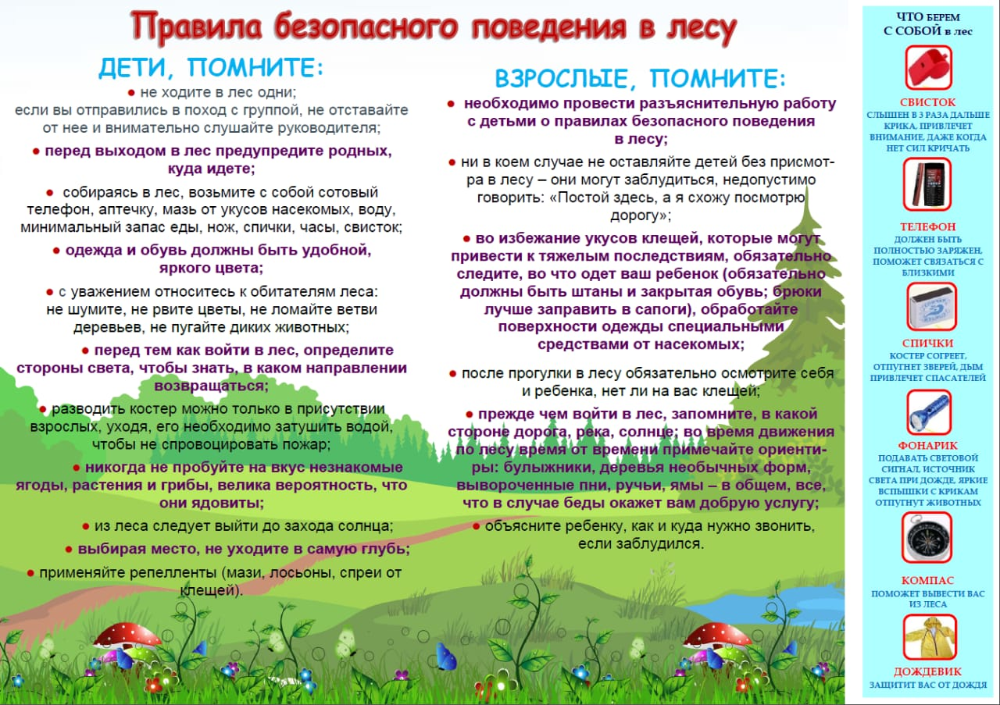 Правила безопасного поведения в лесу
ДЕТИ, ПОМНИТЕ:
● не ходите в лес одни;
если вы отправились в поход с группой, не отставайте
от нее и внимательно слушайте руководителя;
● перед выходом в лес предупредите родных,
куда идете;
● собираясь в лес, возьмите с собой сотовый
телефон, аптечку, мазь от укусов насекомых, воду,
минимальный запас еды, нож, спички, часы, свисток;
● одежда и обувь должны быть удобной,
яркого цвета;
● с уважением относитесь к обитателям леса:
не шумите, не рвите цветы, не ломайте ветви
деревьев, не пугайте диких животных;
● перед тем как войти в лес, определите
стороны света, чтобы знать, в каком направлении
возвращаться;
● разводить костер можно только в присутствии
взрослых, уходя, его необходимо затушить водой,
чтобы не спровоцировать пожар;
● никогда не пробуйте на вкус незнакомые
ягоды, растения и грибы, велика вероятность, что
они ядовиты;
● из леса следует выйти до захода солнца;
● выбирая место, не уходите в самую глубь;
● применяйте репелленты (мази, лосьоны, спреи от
клещей).
ВЗРОСЛЫЕ, ПОМНИТЕ:
● необходимо провести разъяснительную работу
с детьми о правилах безопасного поведения
в лесу;
● ни в коем случае не оставляйте детей без присмот-
ра в лесу – они могут заблудиться, недопустимо
говорить: «Постой здесь, а я схожу посмотрю
дорогу»;
● во избежание укусов клещей, которые могут
привести к тяжелым последствиям, обязательно
следите, во что одет ваш ребенок (обязательно
должны быть штаны и закрытая обувь; брюки
лучше заправить в сапоги), обработайте
поверхности одежды специальными
средствами от насекомых;
● после прогулки в лесу обязательно осмотрите себя
и ребенка, нет ли на вас клещей;
● прежде чем войти в лес, запомните, в какой
стороне дорога, река, солнце; во время движения
по лесу время от времени примечайте ориенти-
ры: булыжники, деревья необычных форм,
вывороченные пни, ручьи, ямы – в общем, все,
что в случае беды окажет вам добрую услугу;
● объясните ребенку, как и куда нужно звонить,
если заблудился.
ЧТО БЕРЕМ
С СОБОЙ в лес
СВИСТОК
СЛЫШЕН В 3 РАЗА ДАЛЬШЕ
КРИКА, ПРИВЛЕЧЕТ
ВНИМАНИЕ, ДАЖЕ КОГДА
НЕТ СИЛ КРИЧАТЬ
ТЕЛЕФОН
ДОЛЖЕН БЫТЬ
ПОЛНОСТЬЮ ЗАРЯЖЕН,
ПОМОЖЕТ СВЯЗАТЬСЯ С
БЛИЗКИМИ
СПИЧКИ
КОСТЕР СОГРЕЕТ,
ОТПУГНЕТ ЗВЕРЕЙ, ДЫМ
ПРИВЛЕЧЕТ СПАСАТЕЛЕЙ
ФОНАРИК
ПОДАВАТЬ СВЕТОВОЙ
СИГНАЛ, ИСТОЧНИК
СВЕТА ПРИ ДОЖДЕ, ЯРКИЕ
ВСПЫШКИ С КРИКАМ
ОТПУГНУТ ЖИВОТНЫХ
КОМПАС
ПОМОЖЕТ ВЫВЕСТИ ВАС
ИЗ ЛЕСА
ДОЖДЕВИК
ЗАЩИТИТ ВАС ОТ ДОЖДЯ